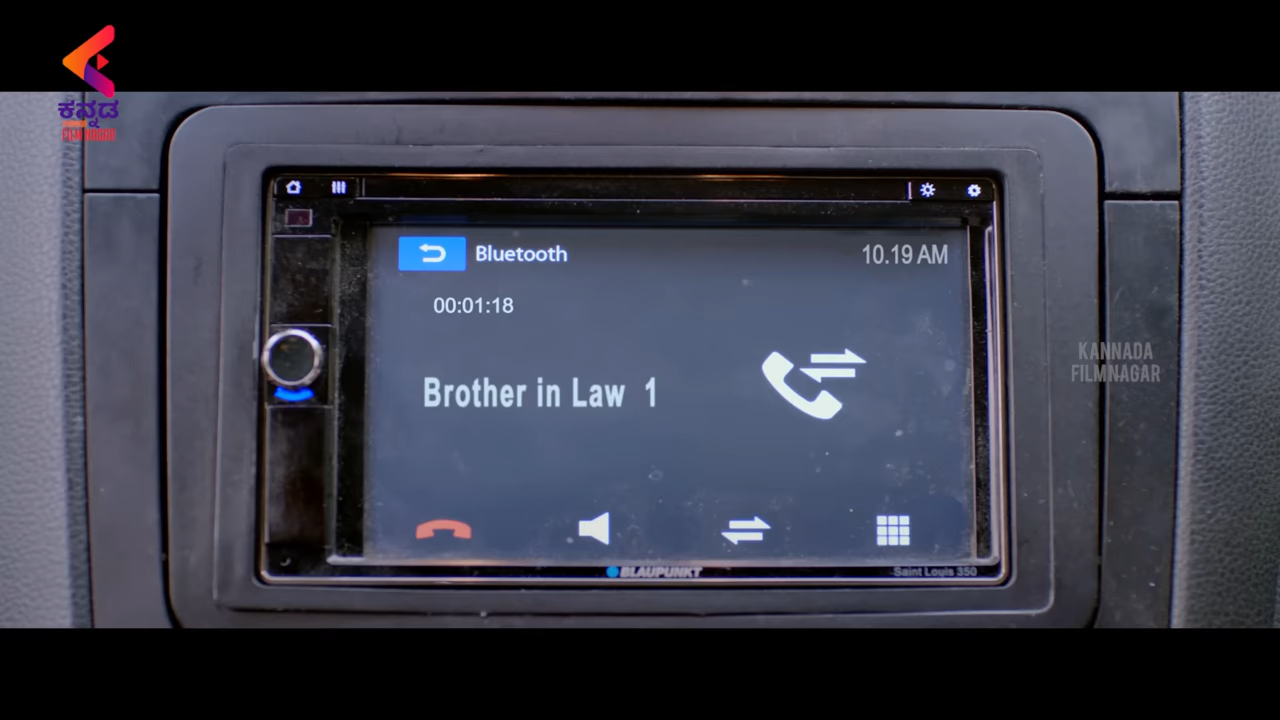 ಕನ್ನಡ
FILMNAGAR
Bluetooth
10.19 AM
00:01:18
Brother in Law 1
KANNADA
FILMNAGAR
BLAUPUNKT
Saint Louis 350